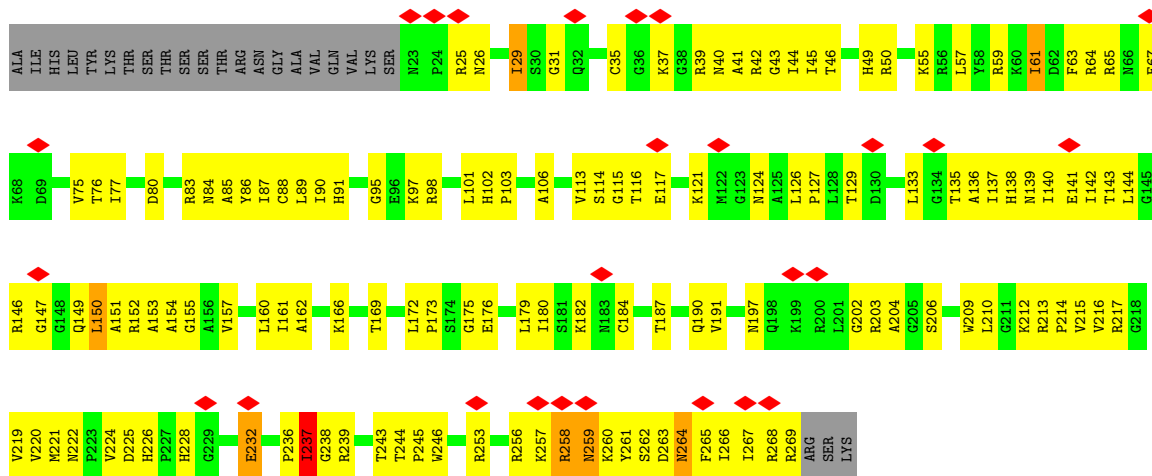 ALA ILE HIS LEU TYR LYS THR SER THR SER SER THR ARG ASN GLY ALA VAL GLN VAL LYS SER N23 P24 R25 N26 I29 S30 G31 Q32 C35 G36 K37 G38 R39 N40 A41 R42 G43 I44 I45 T46 H49 R50 K55 R56 L57 Y58 R59 K60 I61 D62 F63 R64 R65 N66
K68 D69 V75 T76 I77 D80 R83 N84 A85 Y86 I87 C88 L89 I90 H91 G95 E96 K97 R98 L101 H102 P103 A106 V113 S114 G115 T116 E117 K121 M122 G123 N124 A125 L126 P127 L128 T129 D130 L133 G134 T135 A136 I137 H138 N139 I140 E141 I142 T143 L144 G145
R146 G147 G148 Q149 L150 A151 R152 A153 A154 G155 A156 V157 L160 I161 A162 K166 T169 L172 P173 S174 G175 E176 L179 I180 S181 K182 N183 C184 T187 Q190 V191 N197 Q198 K199 R200 L201 G202 R203 A204 G205 S206 W209 L210 G211 K212 R213 P214 V215 V216 R217 G218
V219 V220 M221 N222 P223 V224 D225 H226 P227 H228 G229 E232 P236 I237 G238 R239 T243 T244 P245 W246 R253 R256 K257 R258 N259 K260 Y261 S262 D263 N264 F265 I266 I267 R268 R269 ARG SER LYS